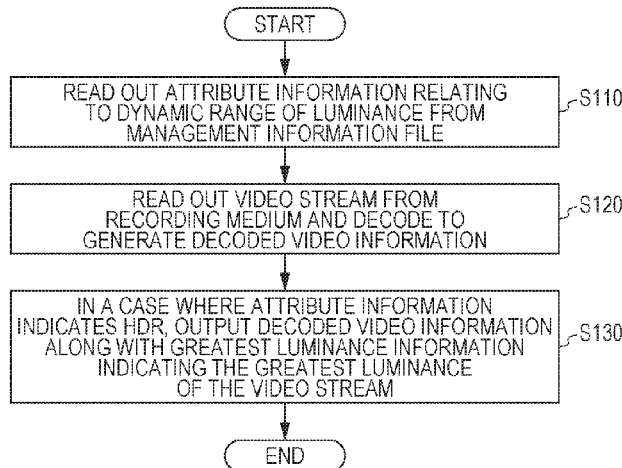 START
READ OUT ATTRIBUTE INFORMATION RELATING
TO DYNAMIC RANGE OF LUMINANCE FROM
MANAGEMENT INFORMATION FILE
S110
READ OUT VIDEO STREAM FROM
RECORDING MEDIUM AND DECODE TO
GENERATE DECODED VIDEO INFORMATION
S120
IN A CASE WHERE ATTRIBUTE INFORMATION
INDICATES HDR, OUTPUT DECODED VIDEO INFORMATION
ALONG WITH GREATEST LUMINANCE INFORMATION
INDICATING THE GREATEST LUMINANCE
OF THE VIDEO STREAM
S130
END